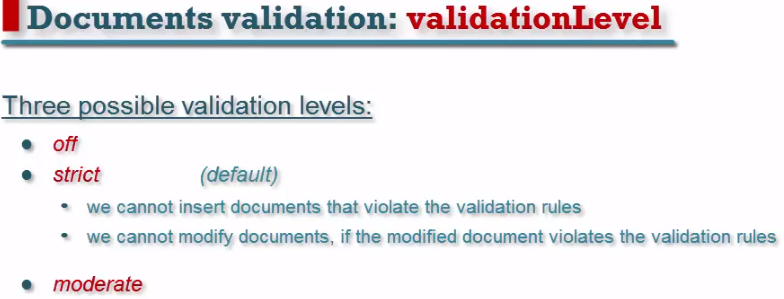 Documents validation: validationLevel
Three possible validation levels:
• off
• strict (default)
• we cannot insert documents that violate the validation rules
• we cannot modify documents, if the modified document violates the validation rules
• moderate